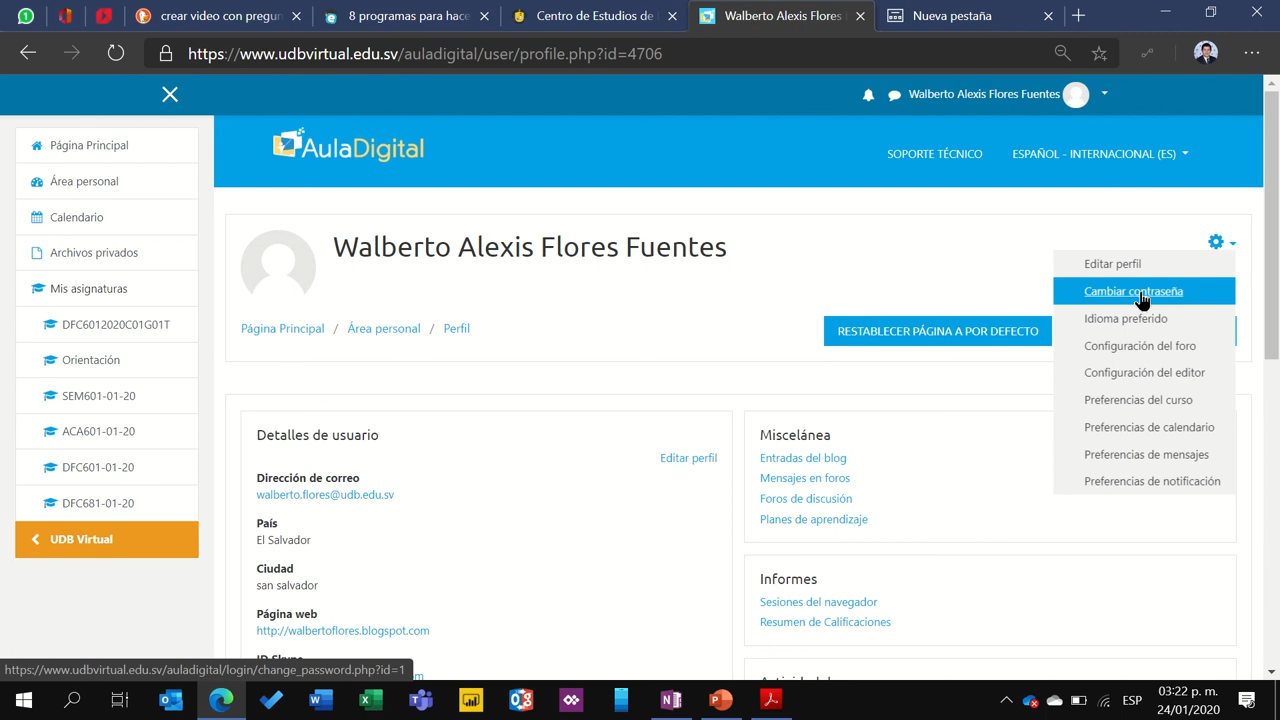 crear video con pregun
8 programas para hace
Centro de Estudios de
Walberto Alexis Flores
Nueva pestaña
https://www.udbvirtual.edu.sv/auladigital/user/profile.php?id=4706
Walberto Alexis Flores Fuentes
AulaDigital
SOPORTE TÉCNICO
ESPAÑOL - INTERNACIONAL (ES)
Página Principal
Área personal
Calendario
Archivos privados
Mis asignaturas
DFC6012020C01G01T
Orientación
SEM601-01-20
ACA601-01-20
DFC601-01-20
DFC681-01-20
UDB Virtual
Walberto Alexis Flores Fuentes
Página Principal / Área personal / Perfil
RESTABLECER PÁGINA A POR DEFECTO
Editar perfil
Cambiar contraseña
Idioma preferido
Configuración del foro
Configuración del editor
Preferencias del curso
Preferencias de calendario
Preferencias de mensajes
Preferencias de notificación
Detalles de usuario
Editar perfil
Dirección de correo
walberto.flores@udb.edu.sv
País
El Salvador
Ciudad
san salvador
Página web
http://walbertoflores.blogspot.com
ID Skype
Miscelánea
Entradas del blog
Mensajes en foros
Foros de discusión
Planes de aprendizaje
Informes
Sesiones del navegador
Resumen de Calificaciones
https://www.udbvirtual.edu.sv/auladigital/login/change_password.php?id=1
ESP
03:22 p. m.
24/01/2020